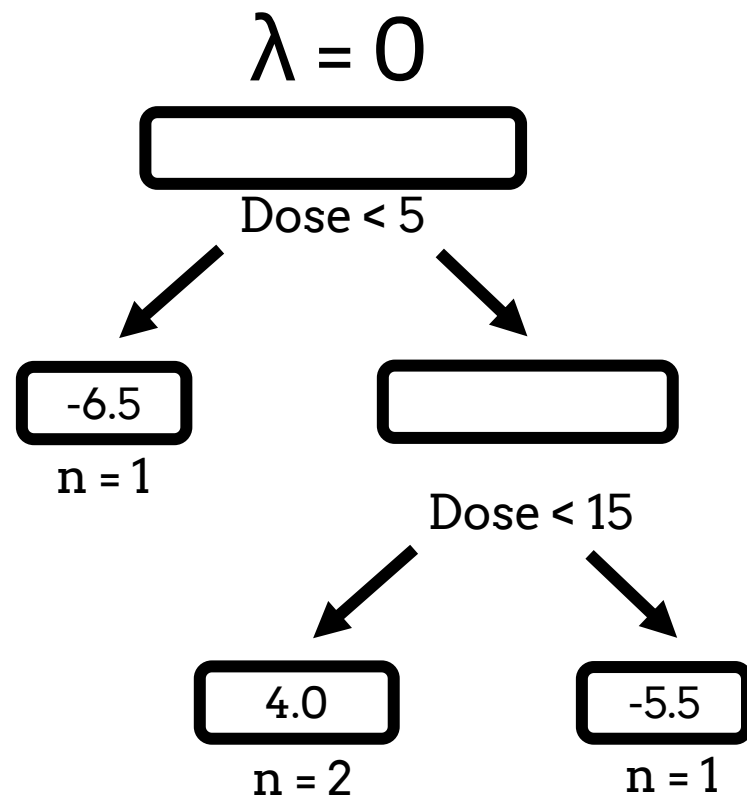 λ = 0
Dose < 5
-6.5
n = 1
Dose < 15
4.0
-5.5
n = 2
n = 1